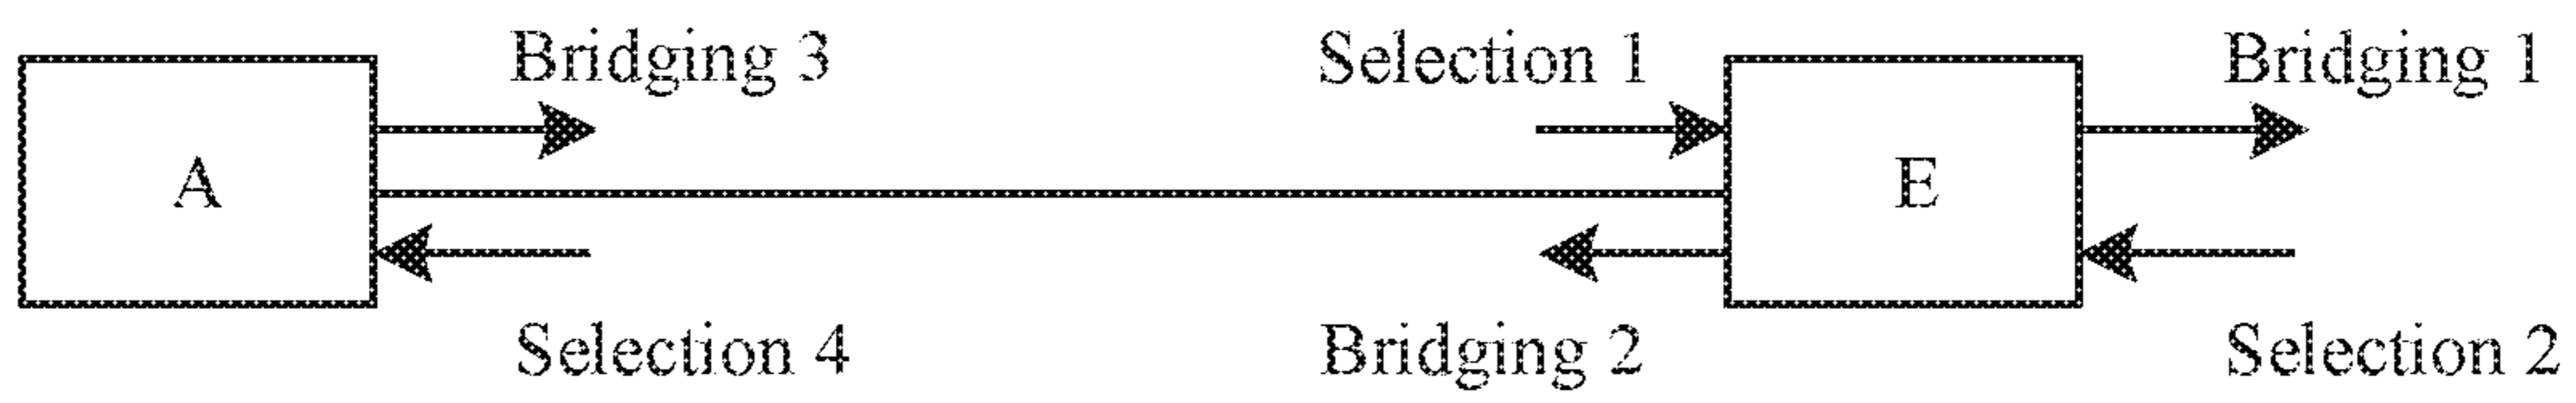 Bridging 3
Selection 1
Bridging 1
A
E
Selection 4
Bridging 2
Selection 2